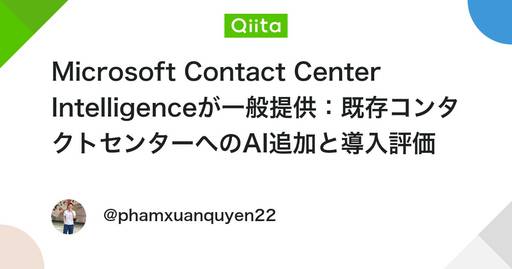 Qiita
Microsoft Contact Center
Intelligenceが一般提供：既存コンタ
クトセンターへのAI追加と導入評価
@phamxuanquyen22